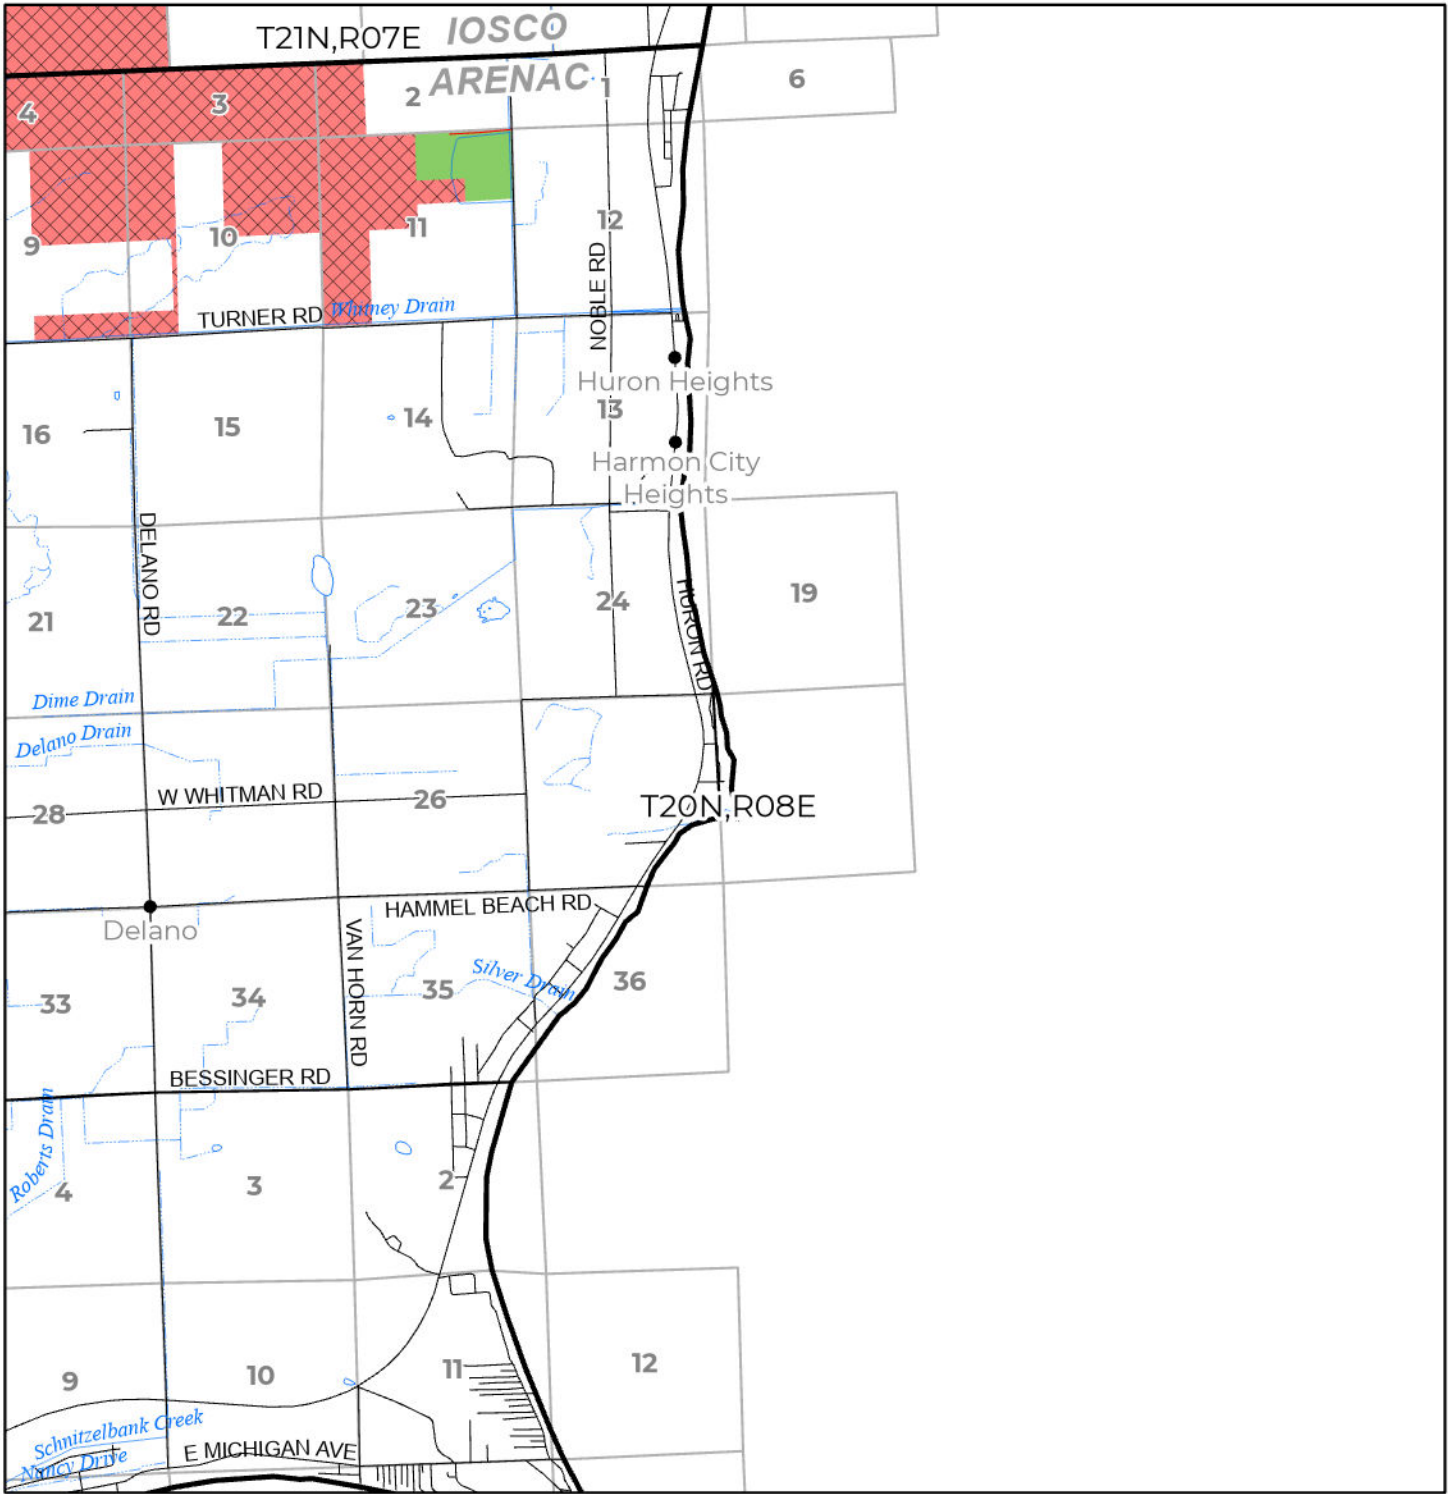 T21N,R07E
IOSCO
ARENAC
4
3
2
1
6
9
10
11
12
TURNER RD
Whitney Drain
NOBLE RD
Huron Heights
16
15
14
13
Harmon City
Heights
DELANO RD
21
22
23
24
HURON RD
19
Dime Drain
Delano Drain
28
W WHITMAN RD
26
T20N,R08E
Delano
HAMMEL BEACH RD
VAN HORN RD
33
34
35
Silver Drain
36
BESSINGER RD
Roberts Drain
4
3
2
9
10
11
12
Schnitzelbank Creek
Nancy Drive
E MICHIGAN AVE